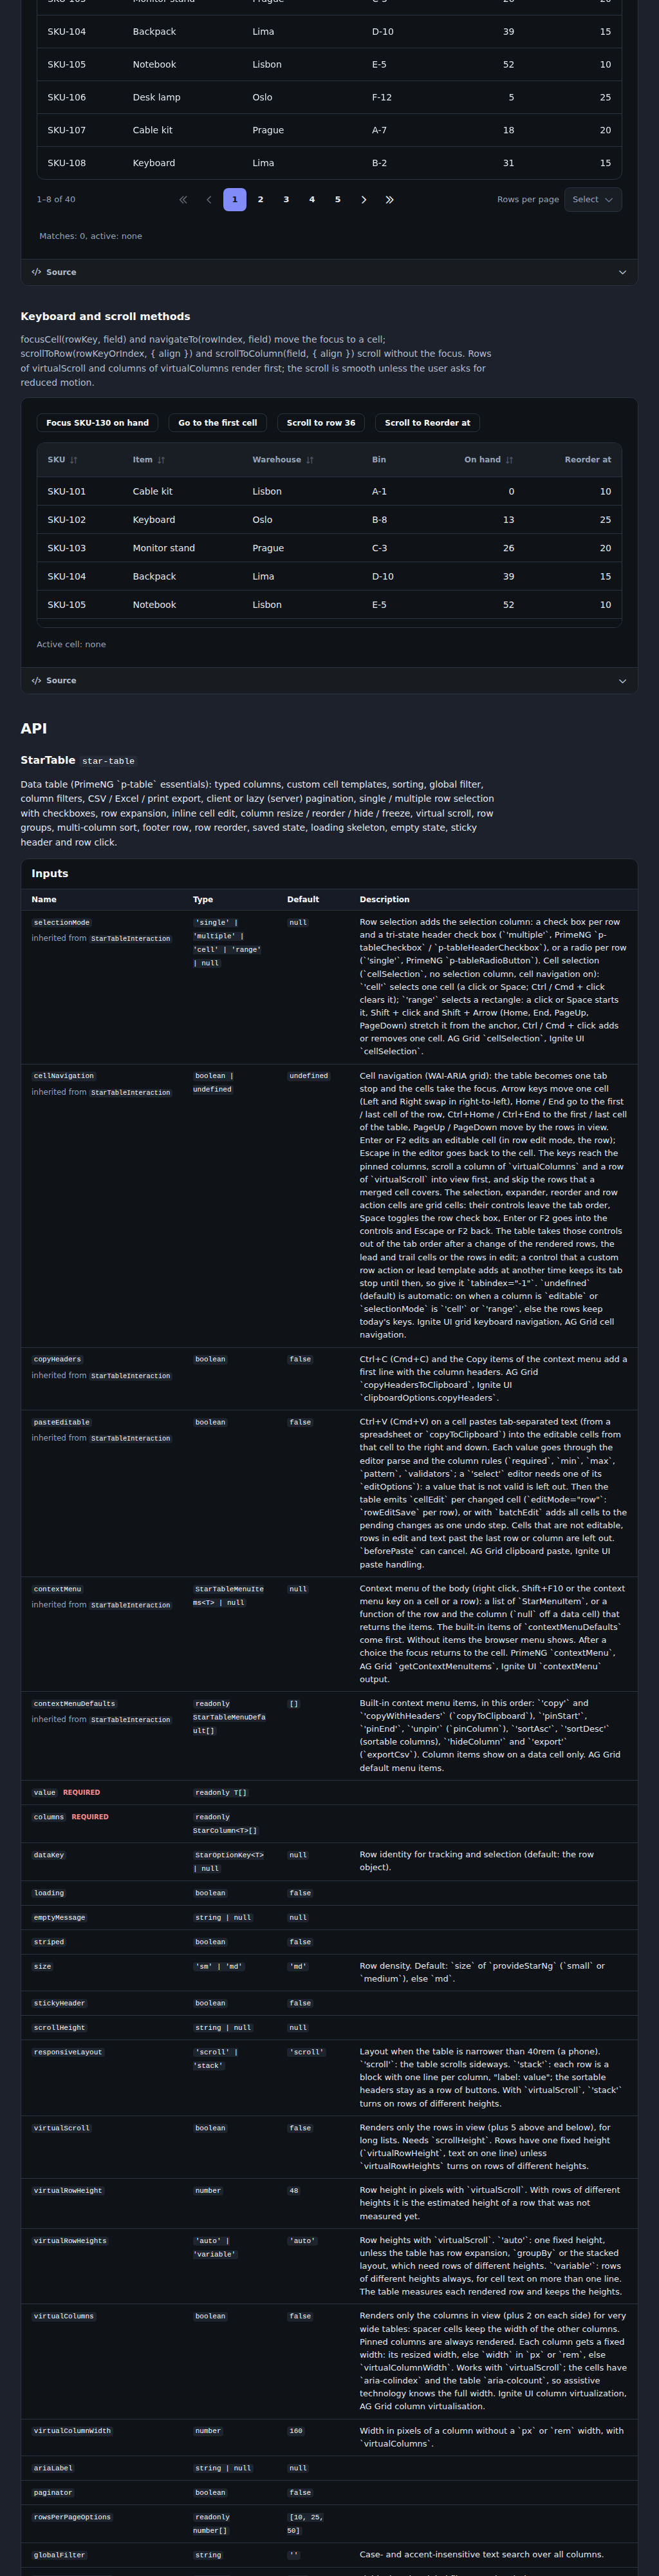 SKU-104 Backpack Lima D-10 39 15
SKU-105 Notebook Lisbon E-5 52 10
SKU-106 Desk lamp Oslo F-12 5 25
SKU-107 Cable kit Prague A-7 18 20
SKU-108 Keyboard Lima B-2 31 15
1–8 of 40 1 2 3 4 5 Rows per page Select
Matches: 0, active: none
Source
Keyboard and scroll methods
focusCell(rowKey, field) and navigateTo(rowIndex, field) move the focus to a cell;
scrollToRow(rowKeyOrIndex, { align }) and scrollToColumn(field, { align }) scroll without the focus. Rows
of virtualScroll and columns of virtualColumns render first; the scroll is smooth unless the user asks for
reduced motion.
Focus SKU-130 on hand Go to the first cell Scroll to row 36 Scroll to Reorder at
SKU Item Warehouse Bin On hand Reorder at
SKU-101 Cable kit Lisbon A-1 0 10
SKU-102 Keyboard Oslo B-8 13 25
SKU-103 Monitor stand Prague C-3 26 20
SKU-104 Backpack Lima D-10 39 15
SKU-105 Notebook Lisbon E-5 52 10
Active cell: none
Source
API
StarTable star-table
Data table (PrimeNG `p-table` essentials): typed columns, custom cell templates, sorting, global filter,
column filters, CSV / Excel / print export, client or lazy (server) pagination, single / multiple row selection
with checkboxes, row expansion, inline cell edit, column resize / reorder / hide / freeze, virtual scroll, row
groups, multi-column sort, footer row, row reorder, saved state, loading skeleton, empty state, sticky
header and row click.
Inputs
Name Type Default Description
selectionMode
inherited from StarTableInteraction
'single' |
'multiple' |
'cell' | 'range'
| null
null
Row selection adds the selection column: a check box per row
and a tri-state header check box (`'multiple'`, PrimeNG `p-
tableCheckbox` / `p-tableHeaderCheckbox`), or a radio per row
(`'single'`, PrimeNG `p-tableRadioButton`). Cell selection
(`cellSelection`, no selection column, cell navigation on):
`'cell'` selects one cell (a click or Space; Ctrl / Cmd + click
clears it); `'range'` selects a rectangle: a click or Space starts
it, Shift + click and Shift + Arrow (Home, End, PageUp,
PageDown) stretch it from the anchor, Ctrl / Cmd + click adds
or removes one cell. AG Grid `cellSelection`, Ignite UI
`cellSelection`.
cellNavigation
inherited from StarTableInteraction
boolean |
undefined
undefined
Cell navigation (WAI-ARIA grid): the table becomes one tab
stop and the cells take the focus. Arrow keys move one cell
(Left and Right swap in right-to-left), Home / End go to the first
/ last cell of the row, Ctrl+Home / Ctrl+End to the first / last cell
of the table, PageUp / PageDown move by the rows in view.
Enter or F2 edits an editable cell (in row edit mode, the row);
Escape in the editor goes back to the cell. The keys reach the
pinned columns, scroll a column of `virtualColumns` and a row
of `virtualScroll` into view first, and skip the rows that a
merged cell covers. The selection, expander, reorder and row
action cells are grid cells: their controls leave the tab order,
Space toggles the row check box, Enter or F2 goes into the
controls and Escape or F2 back. The table takes those controls
out of the tab order after a change of the rendered rows, the
lead and trail cells or the rows in edit; a control that a custom
row action or lead template adds at another time keeps its tab
stop until then, so give it `tabindex="-1"`. `undefined`
(default) is automatic: on when a column is `editable` or
`selectionMode` is `'cell'` or `'range'`, else the rows keep
today's keys. Ignite UI grid keyboard navigation, AG Grid cell
navigation.
copyHeaders
inherited from StarTableInteraction
boolean
false
Ctrl+C (Cmd+C) and the Copy items of the context menu add a
first line with the column headers. AG Grid
`copyHeadersToClipboard`, Ignite UI
`clipboardOptions.copyHeaders`.
pasteEditable
inherited from StarTableInteraction
boolean
false
Ctrl+V (Cmd+V) on a cell pastes tab-separated text (from a
spreadsheet or `copyToClipboard`) into the editable cells from
that cell to the right and down. Each value goes through the
editor parse and the column rules (`required`, `min`, `max`,
`pattern`, `validators`; a `'select'` editor needs one of its
`editOptions`): a value that is not valid is left out. Then the
table emits `cellEdit` per changed cell (`editMode="row"`:
`rowEditSave` per row), or with `batchEdit` adds all cells to the
pending changes as one undo step. Cells that are not editable,
rows in edit and text past the last row or column are left out.
`beforePaste` can cancel. AG Grid clipboard paste, Ignite UI
paste handling.
contextMenu
inherited from StarTableInteraction
StarTableMenuIte
ms<T> | null
null
Context menu of the body (right click, Shift+F10 or the context
menu key on a cell or a row): a list of `StarMenuItem`, or a
function of the row and the column (`null` off a data cell) that
returns the items. The built-in items of `contextMenuDefaults`
come first. Without items the browser menu shows. After a
choice the focus returns to the cell. PrimeNG `contextMenu`,
AG Grid `getContextMenuItems`, Ignite UI `contextMenu`
output.
contextMenuDefaults
inherited from StarTableInteraction
readonly
StarTableMenuDefa
ult[]
[]
Built-in context menu items, in this order: `'copy'` and
`'copyWithHeaders'` (`copyToClipboard`), `'pinStart'`,
`'pinEnd'`, `'unpin'` (`pinColumn`), `'sortAsc'`, `'sortDesc'`
(sortable columns), `'hideColumn'` and `'export'`
(`exportCsv`). Column items show on a data cell only. AG Grid
default menu items.
value REQUIRED readonly T[]
columns REQUIRED readonly
StarColumn<T>[]
dataKey
StarOptionKey<T>
| null
null
Row identity for tracking and selection (default: the row
object).
loading boolean false
emptyMessage string | null null
striped boolean false
size 'sm' | 'md' 'md' Row density. Default: `size` of `provideStarNg` (`small` or
`medium`), else `md`.
stickyHeader boolean false
scrollHeight string | null null
responsiveLayout
'scroll' |
'stack'
'scroll'
Layout when the table is narrower than 40rem (a phone).
`'scroll'`: the table scrolls sideways. `'stack'`: each row is a
block with one line per column, "label: value"; the sortable
headers stay as a row of buttons. With `virtualScroll`, `'stack'`
turns on rows of different heights.
virtualScroll boolean false Renders only the rows in view (plus 5 above and below), for
long lists. Needs `scrollHeight`. Rows have one fixed height
(`virtualRowHeight`, text on one line) unless
`virtualRowHeights` turns on rows of different heights.
virtualRowHeight number 48 Row height in pixels with `virtualScroll`. With rows of different
heights it is the estimated height of a row that was not
measured yet.
virtualRowHeights
'auto' |
'variable'
'auto'
Row heights with `virtualScroll`. `'auto'`: one fixed height,
unless the table has row expansion, `groupBy` or the stacked
layout, which need rows of different heights. `'variable'`: rows
of different heights always, for cell text on more than one line.
The table measures each rendered row and keeps the heights.
virtualColumns boolean false Renders only the columns in view (plus 2 on each side) for very
wide tables: spacer cells keep the width of the other columns.
Pinned columns are always rendered. Each column gets a fixed
width: its resized width, else `width` in `px` or `rem`, else
`virtualColumnWidth`. Works with `virtualScroll`; the cells have
`aria-colindex` and the table `aria-colcount`, so assistive
technology knows the full width. Ignite UI column virtualization,
AG Grid column virtualisation.
virtualColumnWidth number 160 Width in pixels of a column without a `px` or `rem` width, with
`virtualColumns`.
ariaLabel string | null null
paginator boolean false
rowsPerPageOptions
readonly
number[]
[10, 25,
50]
globalFilter string '' Case- and accent-insensitive text search over all columns.